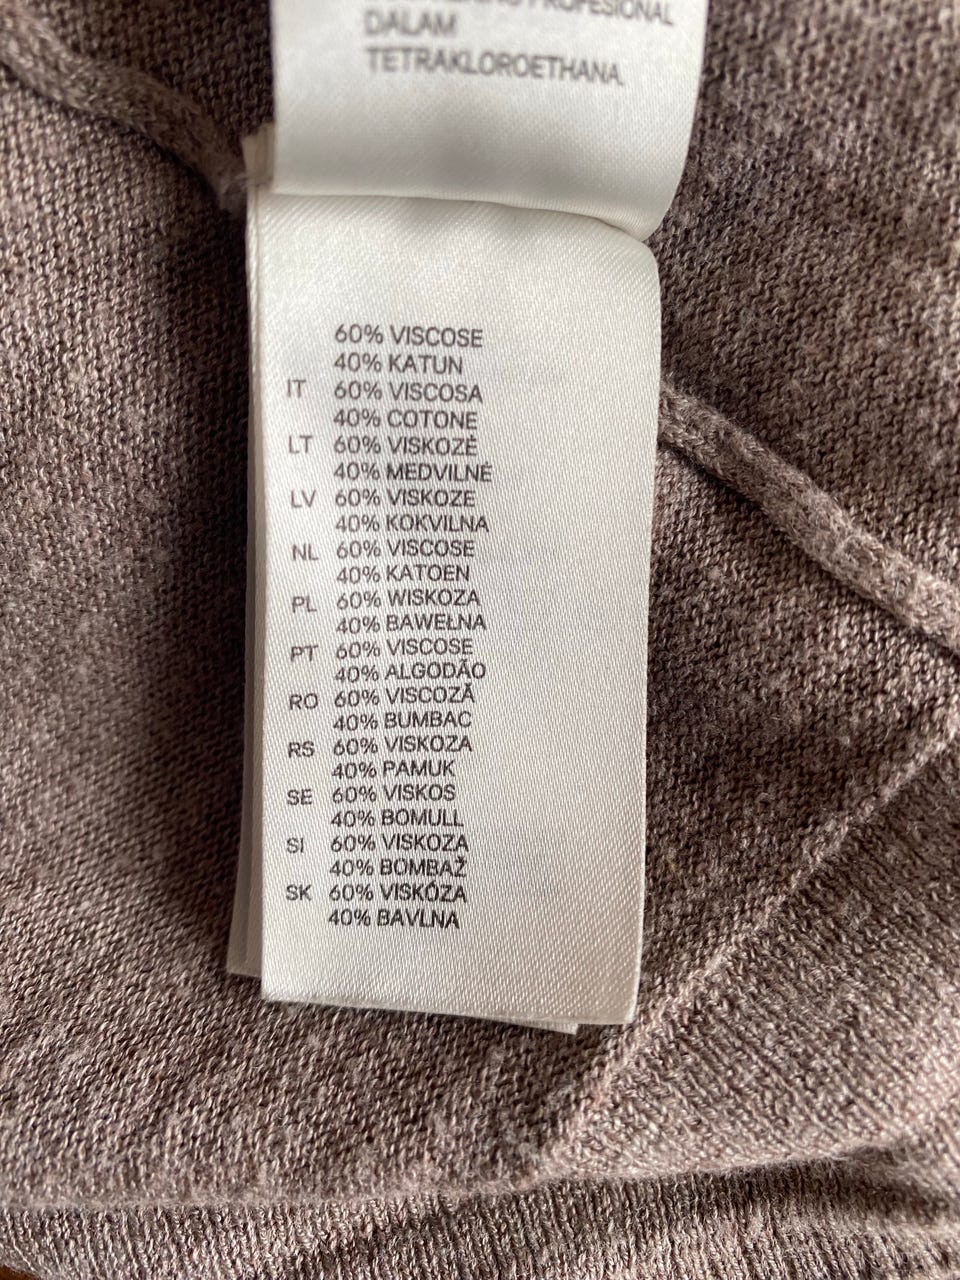 PROFESIONAL
DALAM
TETRAKLOROETHANA.
60% VISCOSE
40% KATUN
IT 60% VISCOSA
40% COTONE
LT 60% VISKOZĖ
40% MEDVILNĖ
LV 60% VISKOZE
40% KOKVILNA
NL 60% VISCOSE
40% KATOEN
PL 60% WISKOZA
40% BAWEŁNA
PT 60% VISCOSE
40% ALGODÃO
RO 60% VISCOZĂ
40% BUMBAC
RS 60% VISKOZA
40% PAMUK
SE 60% VISKOS
40% BOMULL
SI 60% VISKOZA
40% BOMBAŽ
SK 60% VISKÓZA
40% BAVLNA